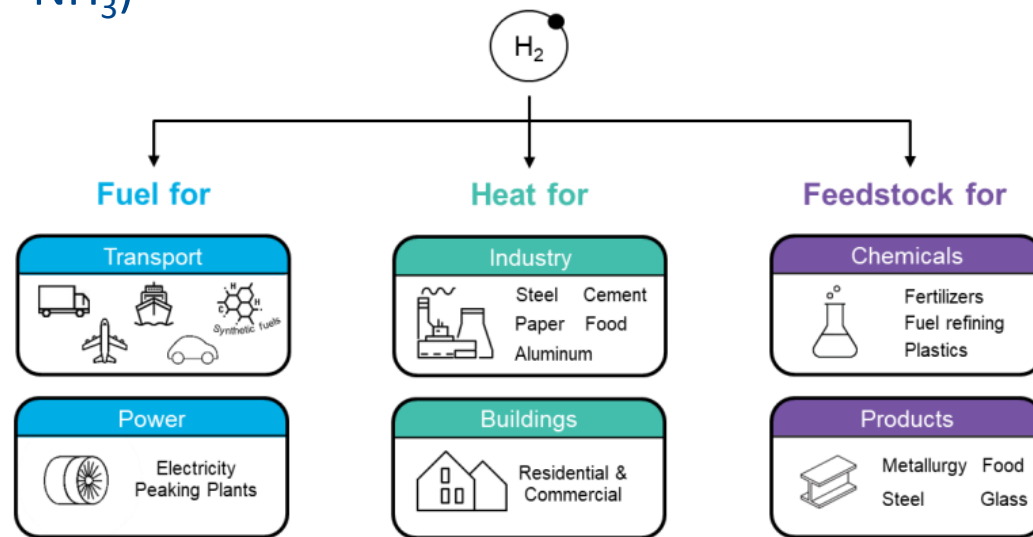 NH₃)
H₂
Fuel for
Heat for
Feedstock for
Transport
H
C
H
Synthetic fuels
Industry
Steel Cement
Paper Food
Aluminum
Chemicals
Fertilizers
Fuel refining
Plastics
Power
Electricity
Peaking Plants
Buildings
Residential &
Commercial
Products
Metallurgy Food
Steel Glass